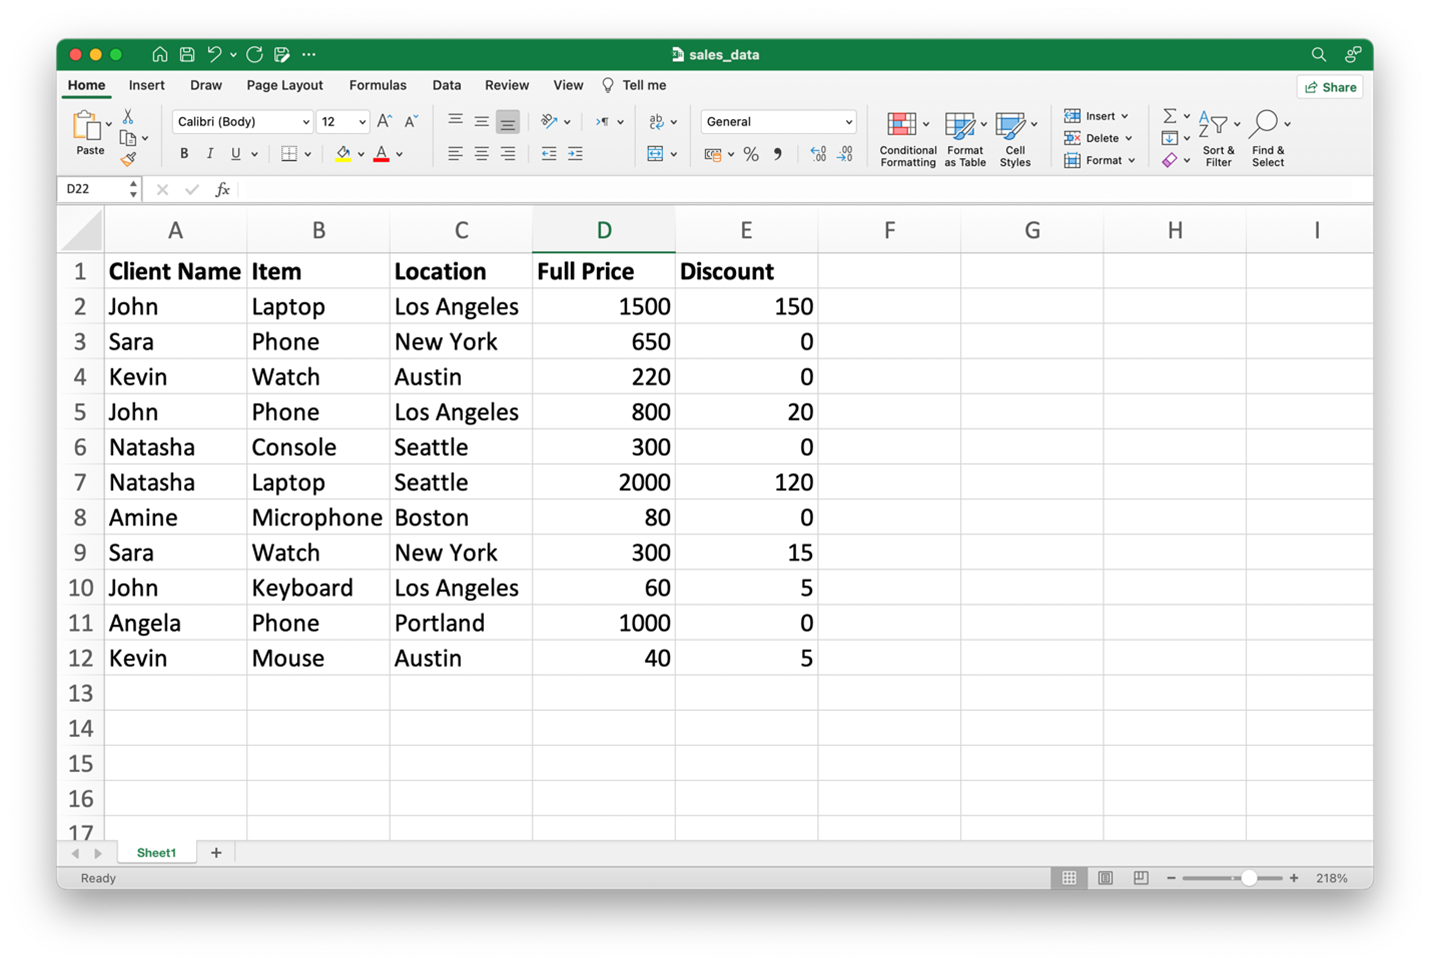 sales_data
Home Insert Draw Page Layout Formulas Data Review View Tell me Share
Paste
Calibri (Body) 12
General
Conditional Formatting
Format as Table
Cell Styles
Insert
Delete
Format
Sort & Filter
Find & Select
D22 fx
A B C D E F G H I
1 Client Name Item Location Full Price Discount
2 John Laptop Los Angeles 1500 150
3 Sara Phone New York 650 0
4 Kevin Watch Austin 220 0
5 John Phone Los Angeles 800 20
6 Natasha Console Seattle 300 0
7 Natasha Laptop Seattle 2000 120
8 Amine Microphone Boston 80 0
9 Sara Watch New York 300 15
10 John Keyboard Los Angeles 60 5
11 Angela Phone Portland 1000 0
12 Kevin Mouse Austin 40 5
13
14
15
16
17
Sheet1 +
Ready 218%